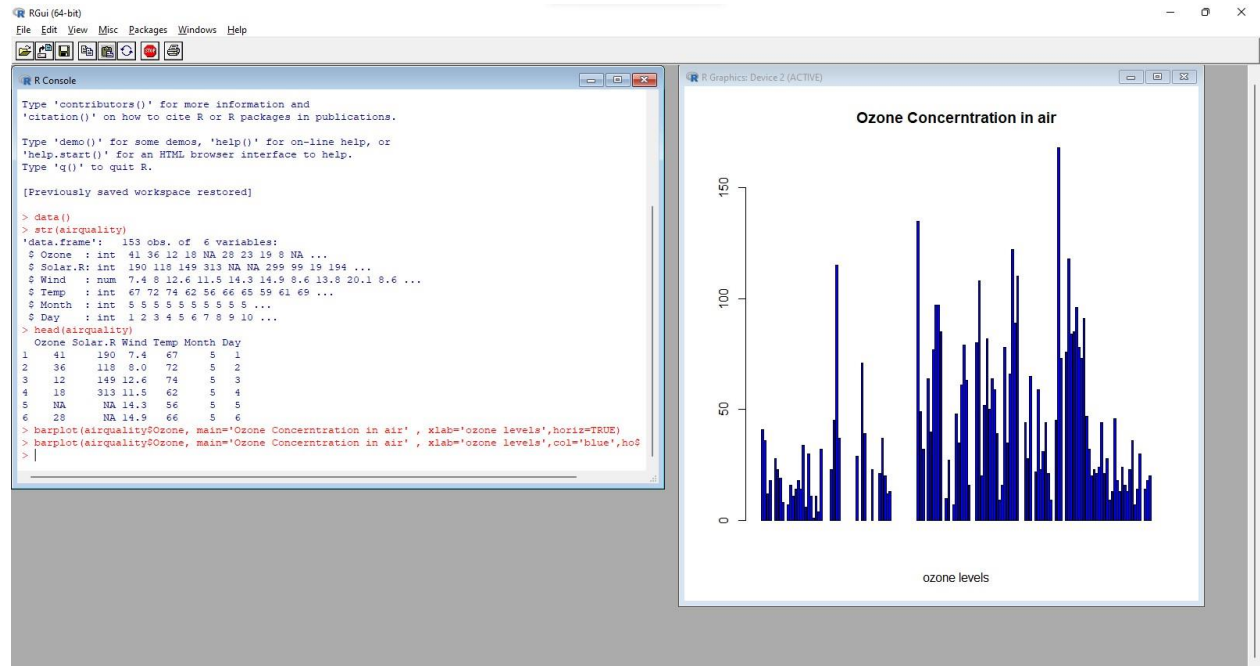 RGui (64-bit)
File Edit View Misc Packages Windows Help
STOP
R Console
Type 'contributors()' for more information and
'citation()' on how to cite R or R packages in publications.
Type 'demo()' for some demos, 'help()' for on-line help, or
'help.start()' for an HTML browser interface to help.
Type 'q()' to quit R.
[Previously saved workspace restored]
> data()
> str(airquality)
'data.frame':   153 obs. of  6 variables:
 $ Ozone  : int  41 36 12 18 NA 28 23 19 8 NA ...
 $ Solar.R: int  190 118 149 313 NA NA 299 99 19 194 ...
 $ Wind   : num  7.4 8 12.6 11.5 14.3 14.9 8.6 13.8 20.1 8.6 ...
 $ Temp   : int  67 72 74 62 56 66 65 59 61 69 ...
 $ Month  : int  5 5 5 5 5 5 5 5 5 5 ...
 $ Day    : int  1 2 3 4 5 6 7 8 9 10 ...
> head(airquality)
  Ozone Solar.R Wind Temp Month Day
1    41     190  7.4   67     5   1
2    36     118  8.0   72     5   2
3    12     149 12.6   74     5   3
4    18     313 11.5   62     5   4
5    NA      NA 14.3   56     5   5
6    28      NA 14.9   66     5   6
> barplot(airquality$Ozone, main='Ozone Concerntration in air' , xlab='ozone levels',horiz=TRUE)
> barplot(airquality$Ozone, main='Ozone Concerntration in air' , xlab='ozone levels',col='blue',ho$
>
R Graphics: Device 2 (ACTIVE)
Ozone Concerntration in air
150
100
50
0
ozone levels